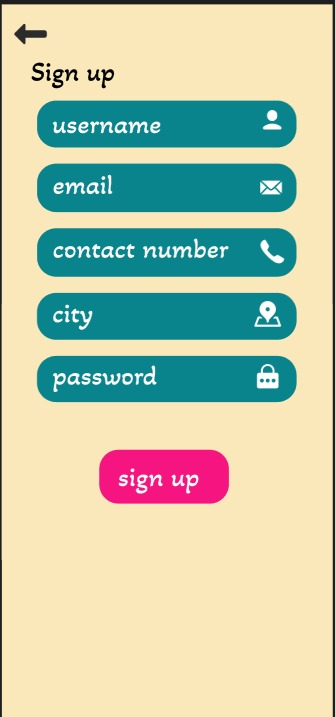 Sign up
username
email
contact number
city
password
sign up